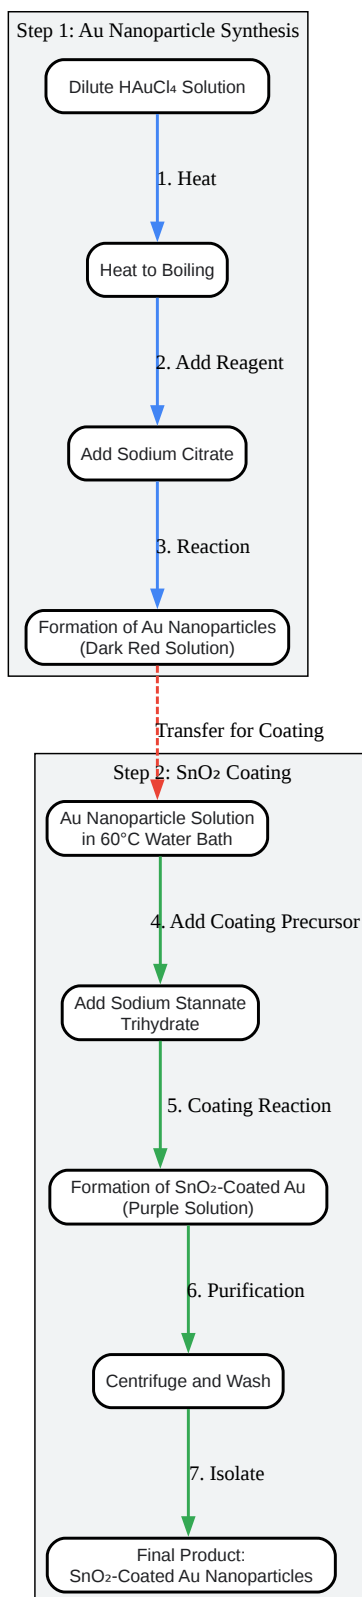 Step 1: Au Nanoparticle Synthesis
Dilute HAuCl₄ Solution
1. Heat
Heat to Boiling
2. Add Reagent
Add Sodium Citrate
3. Reaction
Formation of Au Nanoparticles
(Dark Red Solution)
Transfer for Coating
Step 2: SnO₂ Coating
Au Nanoparticle Solution
in 60°C Water Bath
4. Add Coating Precursor
Add Sodium Stannate
Trihydrate
5. Coating Reaction
Formation of SnO₂-Coated Au
(Purple Solution)
6. Purification
Centrifuge and Wash
7. Isolate
Final Product:
SnO₂-Coated Au Nanoparticles